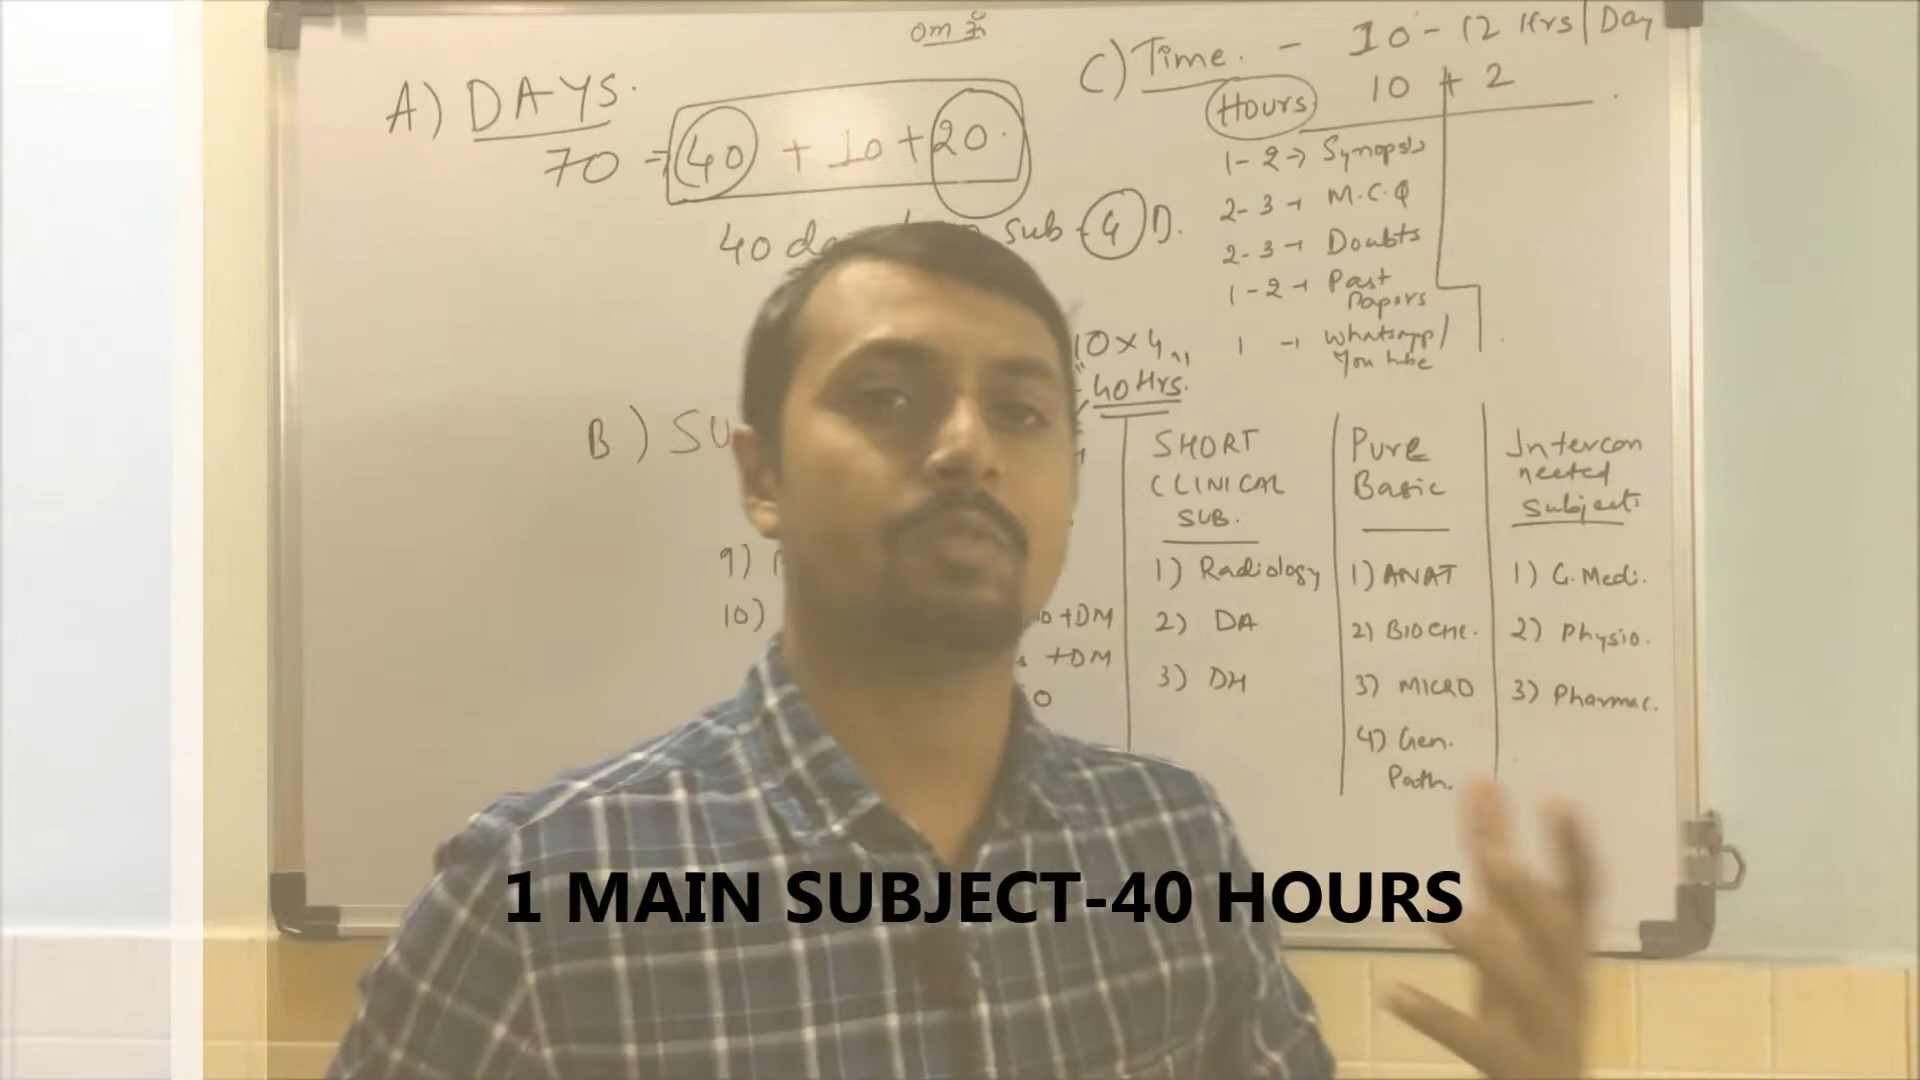 om ॐ
A) DAYS.
70 = 40 + 10 + 20
40 sub - 4 D.
C) Time. - 10 - 12 Hrs/Day
Hours 10 + 2
1-2 → Synopsis
2-3 → M.C.Q
2-3 → Doubts
1-2 → Past
Papers
1 → Whatsapp/
You tube
10 x 4
40 Hrs.
B) SU
9)
10)
+DM
+DM
SHORT
CLINICAL
SUB.
1) Radiology
2) DA
3) DH
Pure
Basic
1) ANAT
2) BIOCHE.
3) MICRO
4) Gen.
Path.
Intercon
nected
Subjects
1) G. Medi.
2) Physio.
3) Pharmac.
1 MAIN SUBJECT-40 HOURS